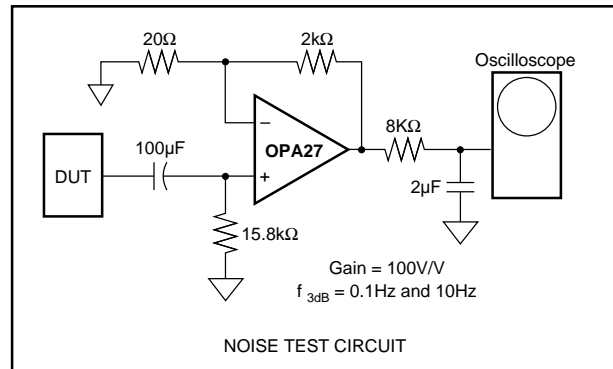 20Ω
2kΩ
Oscilloscope
100µF
–
OPA27
8KΩ
DUT
+
2µF
15.8kΩ
Gain = 100V/V
f 3dB = 0.1Hz and 10Hz
NOISE TEST CIRCUIT